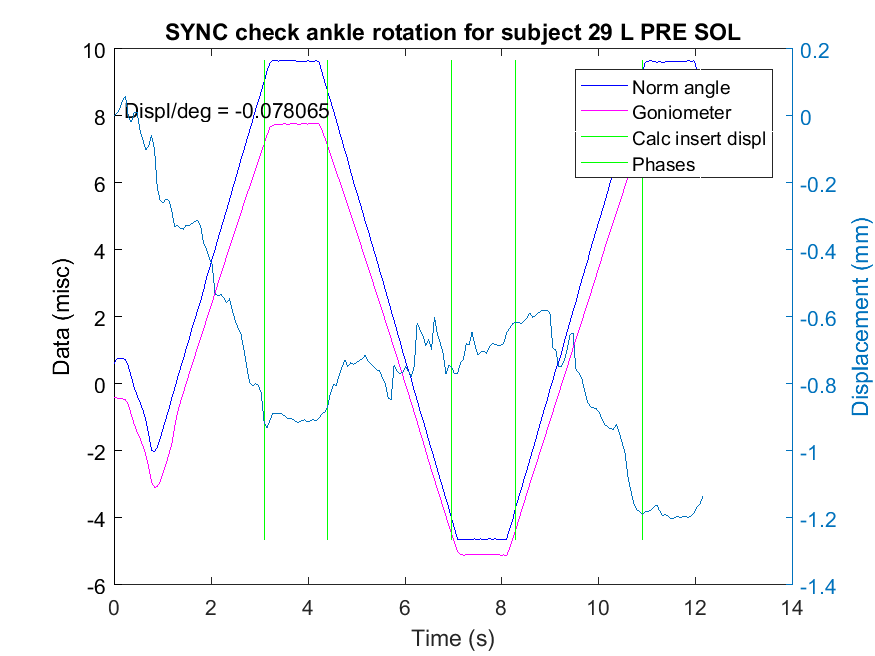 SYNC check ankle rotation for subject 29 L PRE SOL
10
8
6
4
2
0
-2
-4
-6
Data (misc)
Displ/deg = -0.078065
Norm angle
Goniometer
Calc insert displ
Phases
0.2
0
-0.2
-0.4
-0.6
-0.8
-1
-1.2
-1.4
Displacement (mm)
0 2 4 6 8 10 12 14
Time (s)